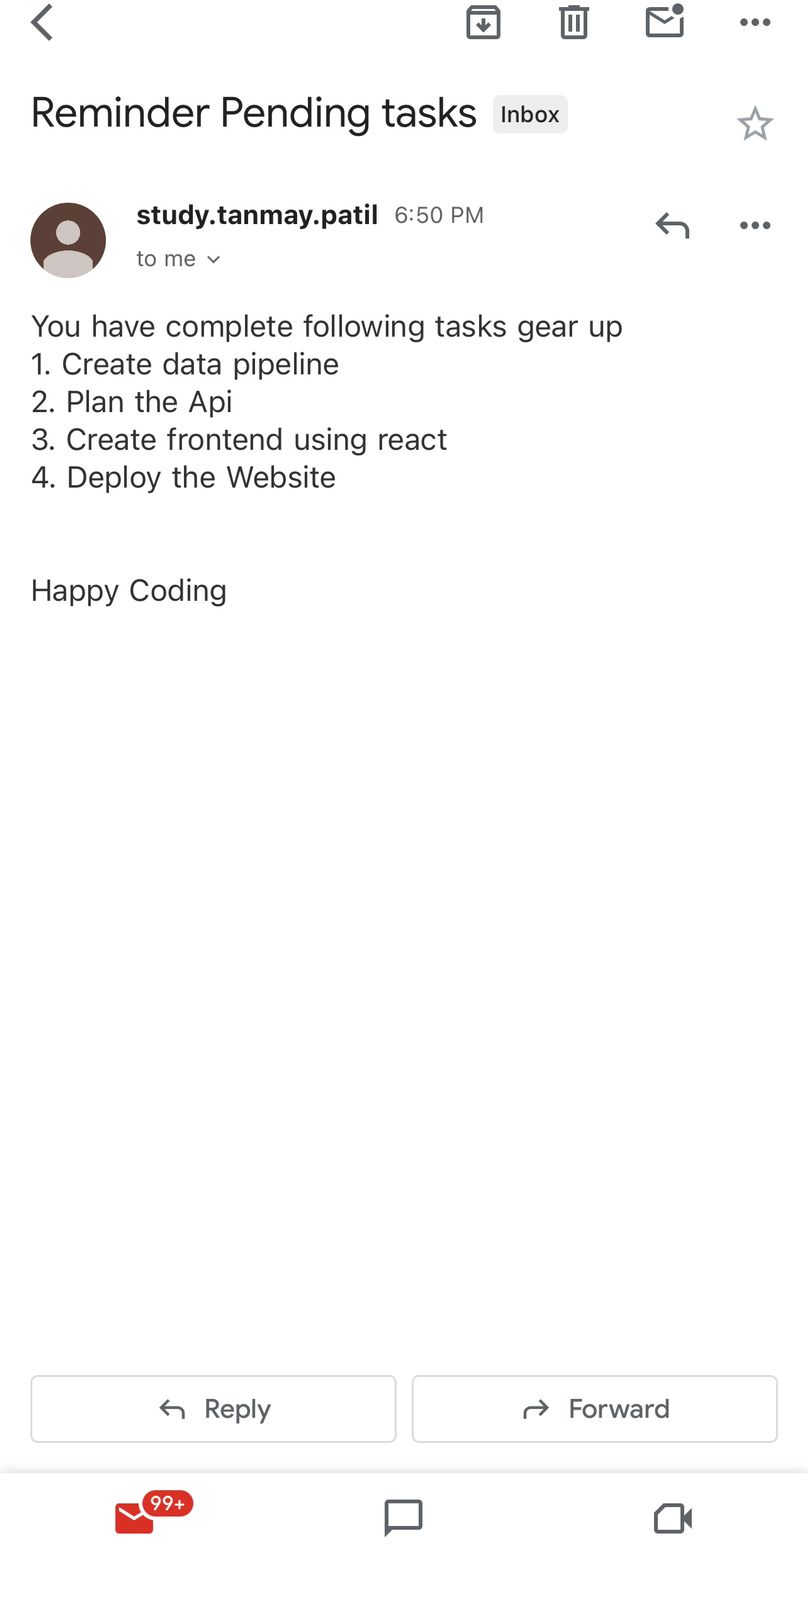 Reminder Pending tasks Inbox
study.tanmay.patil 6:50 PM
to me
You have complete following tasks gear up
1. Create data pipeline
2. Plan the Api
3. Create frontend using react
4. Deploy the Website
Happy Coding
Reply Forward
99+